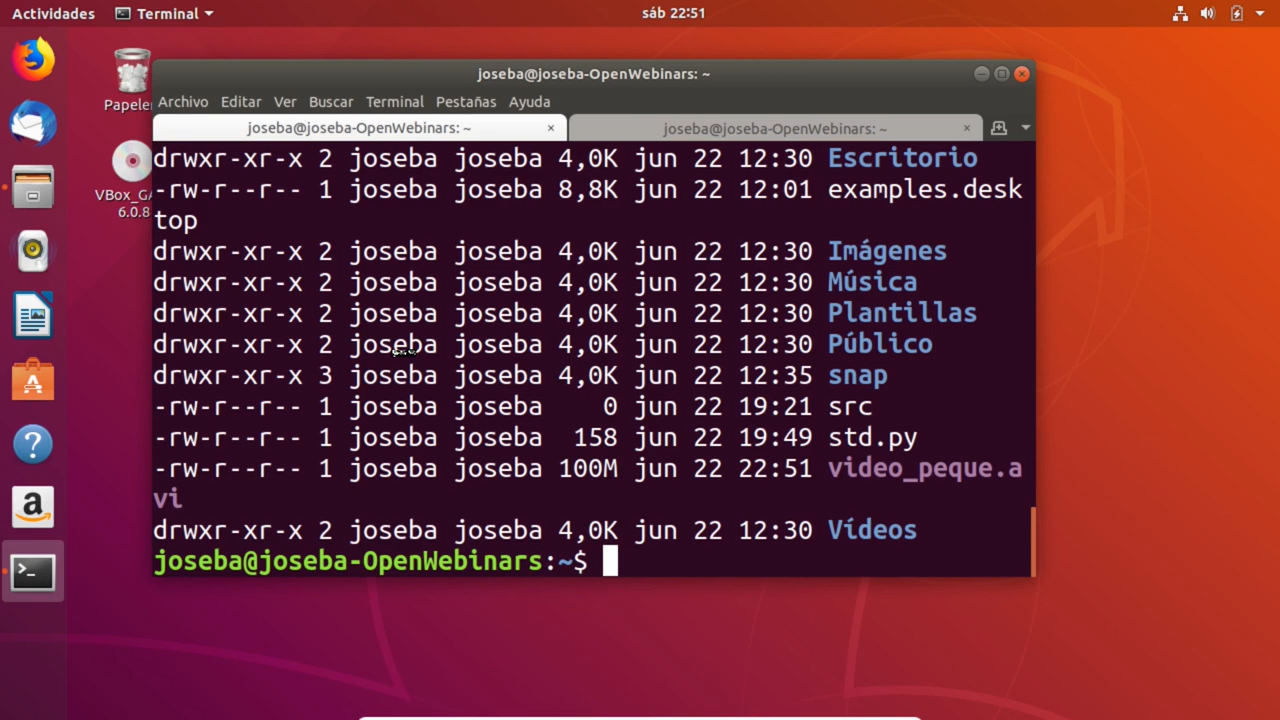 Actividades Terminal sáb 22:51
joseba@joseba-OpenWebinars: ~
Archivo Editar Ver Buscar Terminal Pestañas Ayuda
joseba@joseba-OpenWebinars: ~ × joseba@joseba-OpenWebinars: ~ ×
drwxr-xr-x 2 joseba joseba 4,0K jun 22 12:30 Escritorio
-rw-r--r-- 1 joseba joseba 8,8K jun 22 12:01 examples.desk
top
drwxr-xr-x 2 joseba joseba 4,0K jun 22 12:30 Imágenes
drwxr-xr-x 2 joseba joseba 4,0K jun 22 12:30 Música
drwxr-xr-x 2 joseba joseba 4,0K jun 22 12:30 Plantillas
drwxr-xr-x 2 joseba joseba 4,0K jun 22 12:30 Público
drwxr-xr-x 3 joseba joseba 4,0K jun 22 12:35 snap
-rw-r--r-- 1 joseba joseba 0 jun 22 19:21 src
-rw-r--r-- 1 joseba joseba 158 jun 22 19:49 std.py
-rw-r--r-- 1 joseba joseba 100M jun 22 22:51 video_peque.a
vi
drwxr-xr-x 2 joseba joseba 4,0K jun 22 12:30 Vídeos
joseba@joseba-OpenWebinars:~$
Papeler
VBox_GA
6.0.8